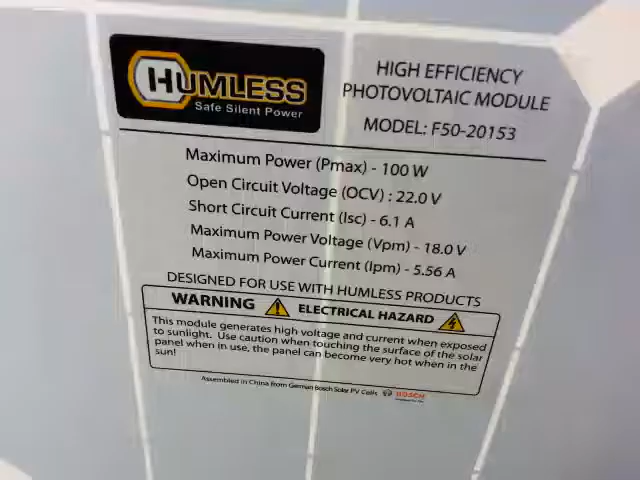 HUMLESS
Safe Silent Power
HIGH EFFICIENCY
PHOTOVOLTAIC MODULE
MODEL: F50-20153
Maximum Power (Pmax) - 100 W
Open Circuit Voltage (OCV) : 22.0 V
Short Circuit Current (Isc) - 6.1 A
Maximum Power Voltage (Vpm) - 18.0 V
Maximum Power Current (Ipm) - 5.56 A
DESIGNED FOR USE WITH HUMLESS PRODUCTS
WARNING ELECTRICAL HAZARD
This module generates high voltage and current when exposed
to sunlight. Use caution when touching the surface of the solar
panel when in use, the panel can become very hot when in the
sun!
Assembled in China from German Bosch Solar PV Cells BOSCH